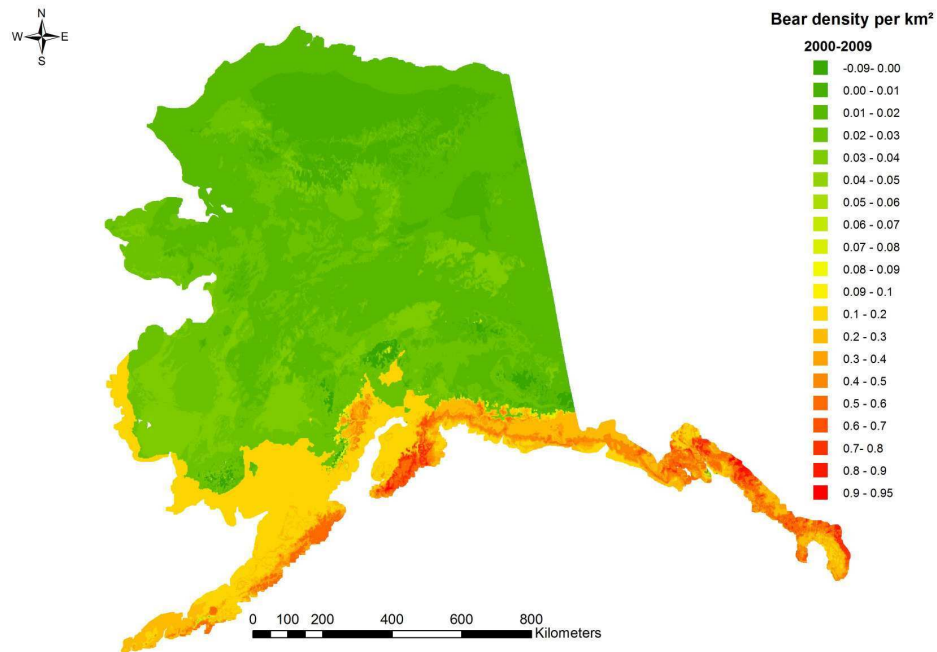 N
W E
S
Bear density per km²
2000-2009
-0.09- 0.00
0.00 - 0.01
0.01 - 0.02
0.02 - 0.03
0.03 - 0.04
0.04 - 0.05
0.05 - 0.06
0.06 - 0.07
0.07 - 0.08
0.08 - 0.09
0.09 - 0.1
0.1 - 0.2
0.2 - 0.3
0.3 - 0.4
0.4 - 0.5
0.5 - 0.6
0.6 - 0.7
0.7- 0.8
0.8 - 0.9
0.9 - 0.95
0 100 200 400 600 800
Kilometers